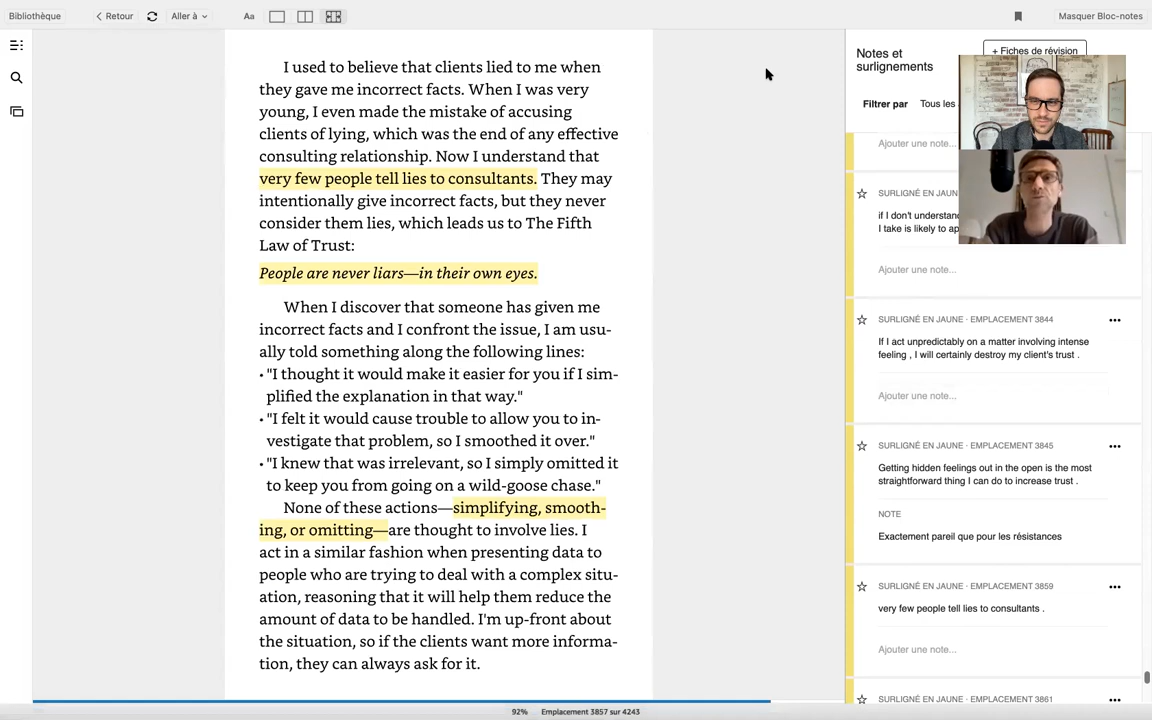 Bibliothèque
Retour
Aller à
Aa
Masquer Bloc-notes
I used to believe that clients lied to me when
they gave me incorrect facts. When I was very
young, I even made the mistake of accusing
clients of lying, which was the end of any effective
consulting relationship. Now I understand that
very few people tell lies to consultants. They may
intentionally give incorrect facts, but they never
consider them lies, which leads us to The Fifth
Law of Trust:
People are never liars—in their own eyes.
When I discover that someone has given me
incorrect facts and I confront the issue, I am usu-
ally told something along the following lines:
• "I thought it would make it easier for you if I sim-
plified the explanation in that way."
• "I felt it would cause trouble to allow you to in-
vestigate that problem, so I smoothed it over."
• "I knew that was irrelevant, so I simply omitted it
to keep you from going on a wild-goose chase."
None of these actions—simplifying, smooth-
ing, or omitting—are thought to involve lies. I
act in a similar fashion when presenting data to
people who are trying to deal with a complex situ-
ation, reasoning that it will help them reduce the
amount of data to be handled. I'm up-front about
the situation, so if the clients want more informa-
tion, they can always ask for it.
92% Emplacement 3857 sur 4243
Notes et
surlignements
+ Fiches de révision
Filtrer par Tous les
Ajouter une note...
SURLIGNÉ EN JAUN
if I don't understand
I take is likely to ap
Ajouter une note...
SURLIGNÉ EN JAUNE · EMPLACEMENT 3844
If I act unpredictably on a matter involving intense
feeling , I will certainly destroy my client's trust .
Ajouter une note...
SURLIGNÉ EN JAUNE · EMPLACEMENT 3845
Getting hidden feelings out in the open is the most
straightforward thing I can do to increase trust .
NOTE
Exactement pareil que pour les résistances
SURLIGNÉ EN JAUNE · EMPLACEMENT 3859
very few people tell lies to consultants .
Ajouter une note...
SURLIGNÉ EN JAUNE · EMPLACEMENT 3861